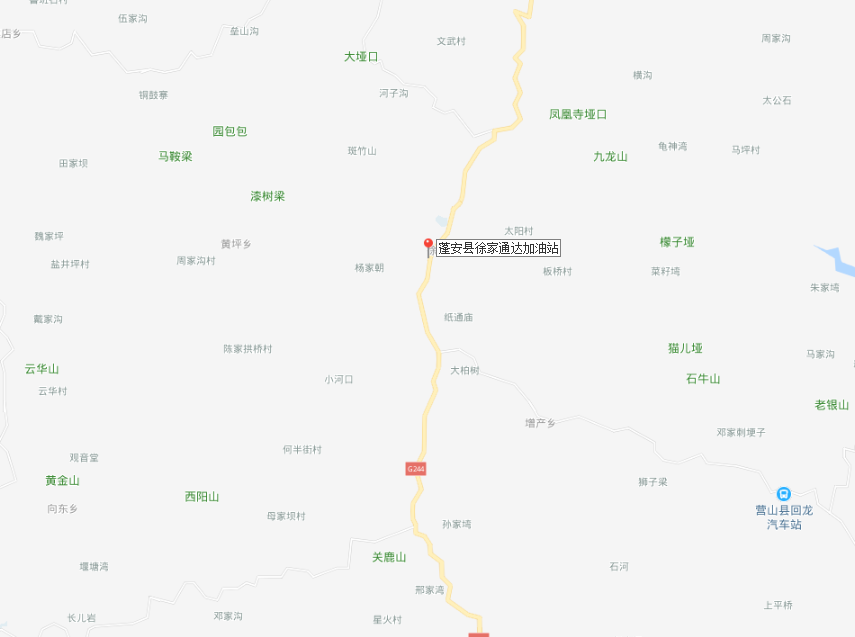 伍家沟
店乡
垒山沟
文武村
周家沟
大垭口
横沟
河子沟
铜鼓寨
太公石
凤凰寺垭口
园包包
龟神湾
马坪村
斑竹山
马鞍梁
九龙山
田家坝
漆树梁
太阳村
魏家坪
黄坪乡
檬子垭
蓬安县徐家通达加油站
周家沟村
盐井坪村
杨家朝
板桥村
菜籽塆
朱家塆
戴家沟
纸通庙
陈家拱桥村
猫儿垭
马家沟
云华山
大柏树
小河口
石牛山
云华村
老银山
增产乡
邓家刺埂子
何半街村
观音堂
G244
黄金山
狮子梁
西阳山
向东乡
营山县回龙
汽车站
母家坝村
孙家塆
关鹿山
堰塘湾
石河
邢家湾
上平桥
长儿岩
邓家沟
星火村